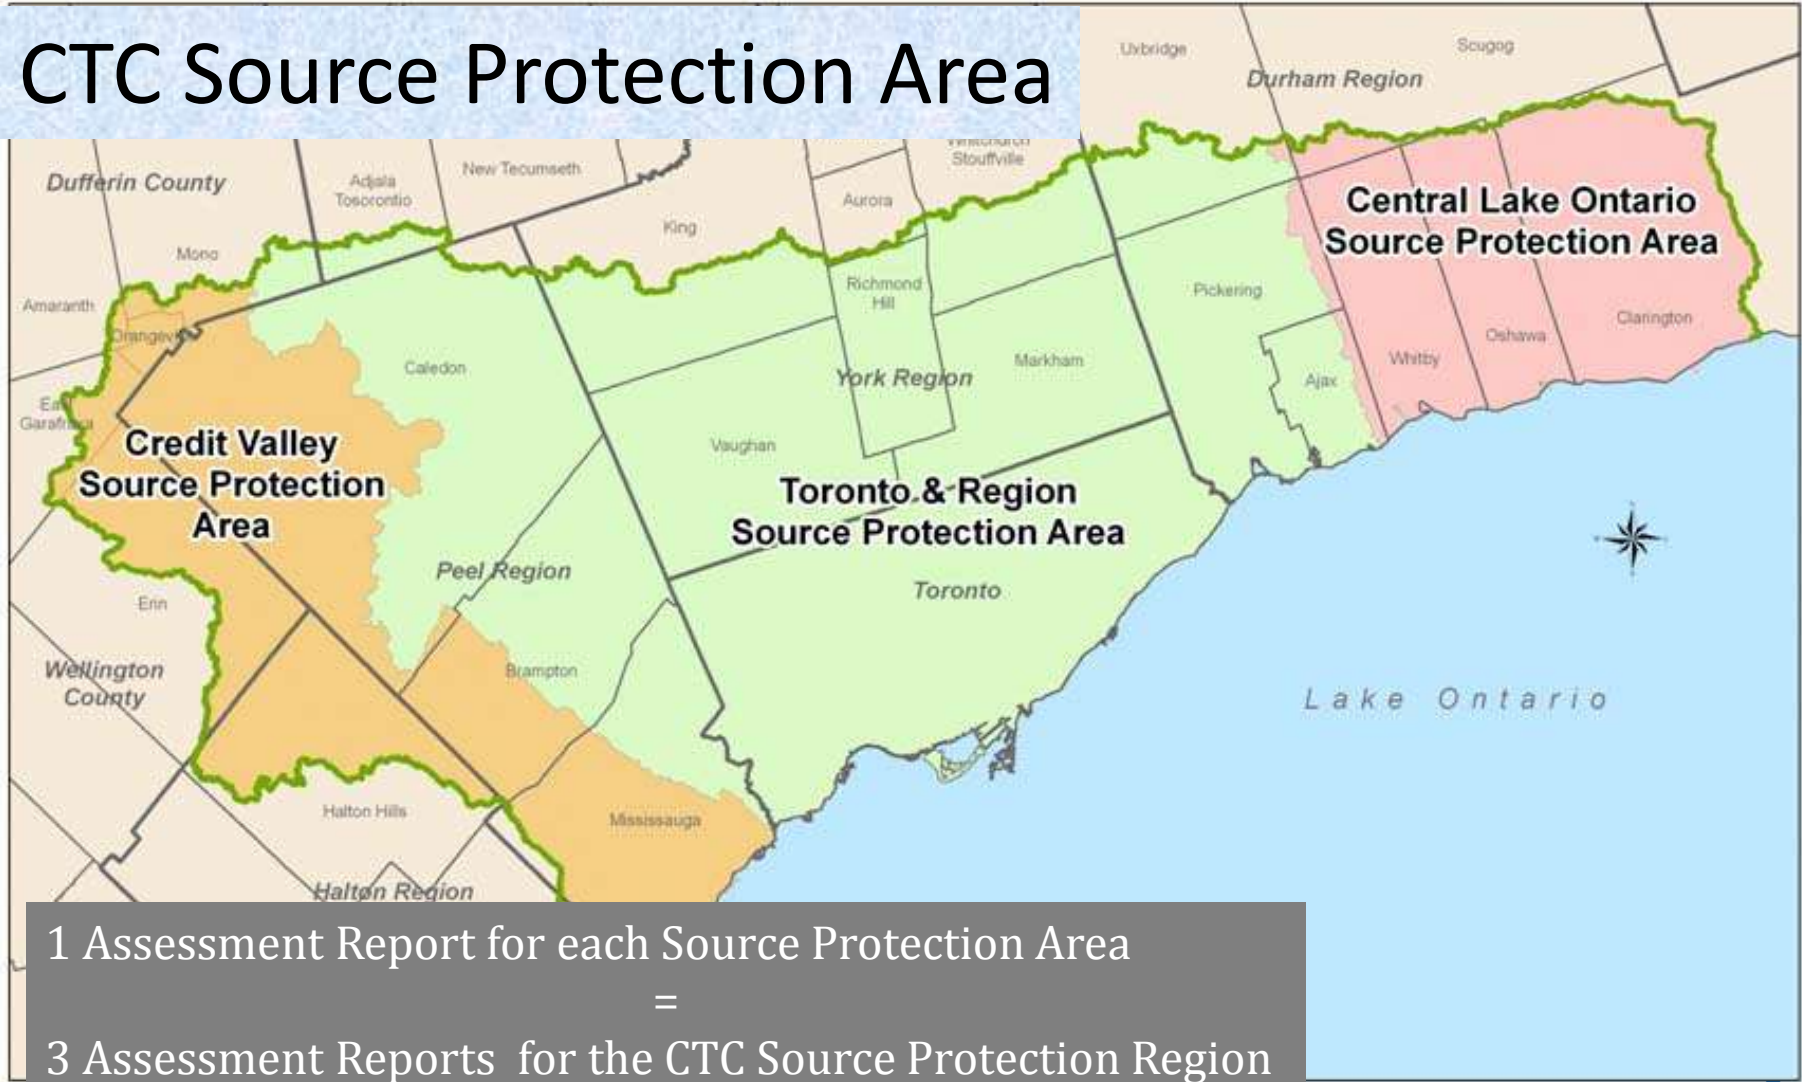 CTC Source Protection Area
Uxbridge
Scugog
Durham Region
Whitchurch
Stouffville
Dufferin County
Adjala
Tosorontio
New Tecumseth
Aurora
King
Mono
Central Lake Ontario
Source Protection Area
Amaranth
Orangeville
Richmond
Hill
Pickering
Clarington
Oshawa
Whitby
Caledon
York Region
Markham
Ajax
East
Garafraxa
Credit Valley
Source Protection
Area
Vaughan
Toronto & Region
Source Protection Area
Peel Region
Toronto
Erin
Wellington
County
Brampton
Lake Ontario
Halton Hills
Mississauga
Halton Region
1 Assessment Report for each Source Protection Area
=
3 Assessment Reports for the CTC Source Protection Region